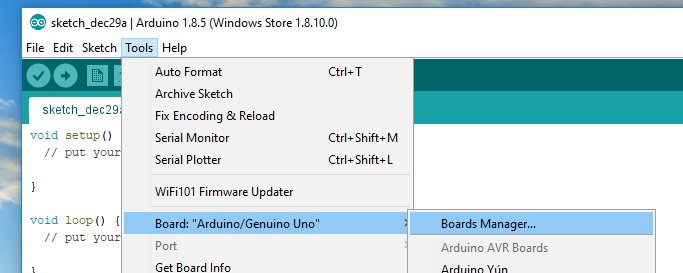 sketch_dec29a | Arduino 1.8.5 (Windows Store 1.8.10.0)
File Edit Sketch Tools Help
sketch_dec29a
void setup()
// put your
}
void loop() {
// put your
Auto Format Ctrl+T
Archive Sketch
Fix Encoding & Reload
Serial Monitor Ctrl+Shift+M
Serial Plotter Ctrl+Shift+L
WiFi101 Firmware Updater
Board: "Arduino/Genuino Uno"
Port
Get Board Info
Boards Manager...
Arduino AVR Boards
Arduino Yún